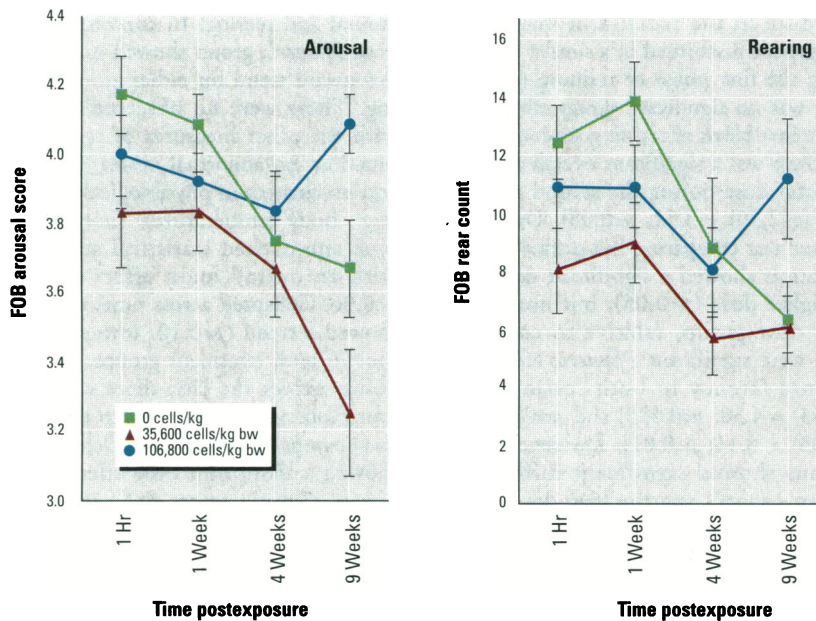 Arousal
FOB arousal score
4.4
4.2
4.0
3.8
3.6
3.4
3.2
3.0
0 cells/kg
35,600 cells/kg bw
106,800 cells/kg bw
1 Hr
1 Week
4 Weeks
9 Weeks
Time postexposure
Rearing
FOB rear count
16
14
12
10
8
6
4
2
0
1 Hr
1 Week
4 Weeks
9 Weeks
Time postexposure